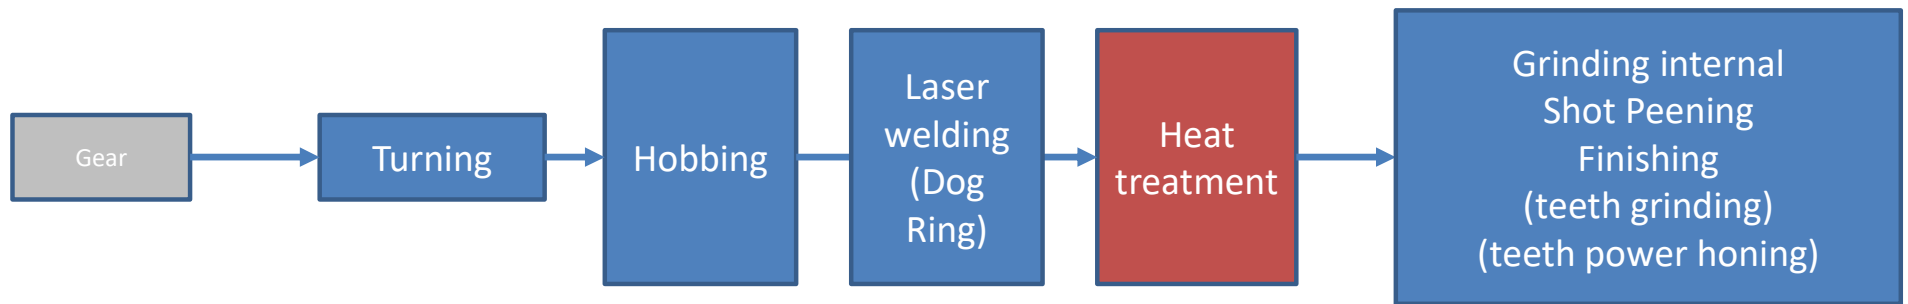 Gear
Turning
Hobbing
Laser
welding
(Dog
Ring)
Heat
treatment
Grinding internal
Shot Peening
Finishing
(teeth grinding)
(teeth power honing)